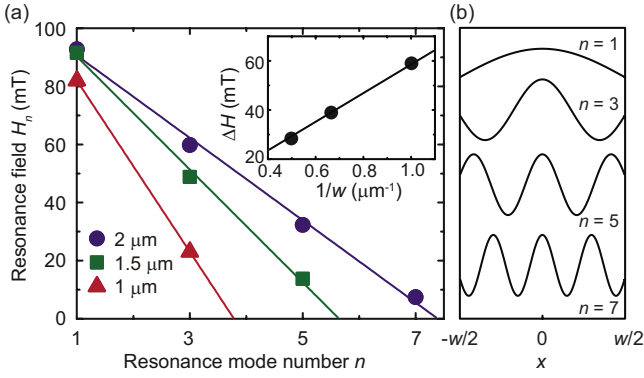 (a)
100
80
60
40
20
0
Resonance field Hₙ (mT)
1
3
5
7
Resonance mode number n
2 μm
1.5 μm
1 μm
60
40
20
ΔH (mT)
0.4
0.6
0.8
1.0
1/w (μm⁻¹)
(b)
n = 1
n = 3
n = 5
n = 7
-w/2
0
w/2
x